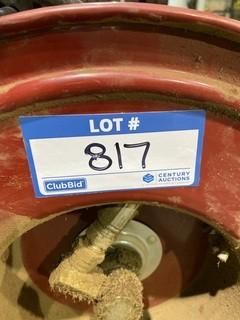 LOT #
817
ClubBid
CENTURY
AUCTIONS